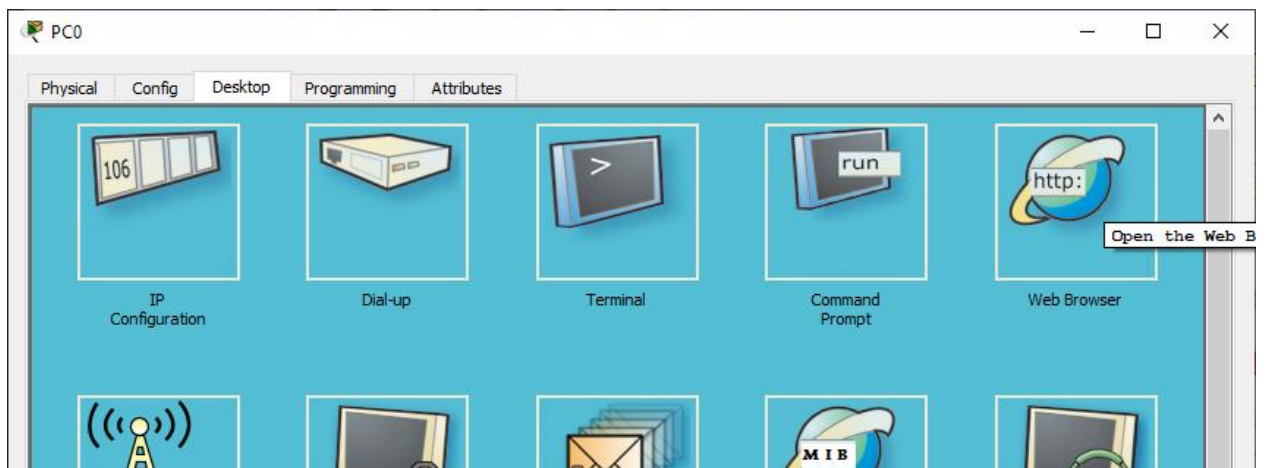 PC0
Physical Config Desktop Programming Attributes
106
>
run
http:
Open the Web B
IP
Configuration
Dial-up
Terminal
Command
Prompt
Web Browser
MIB